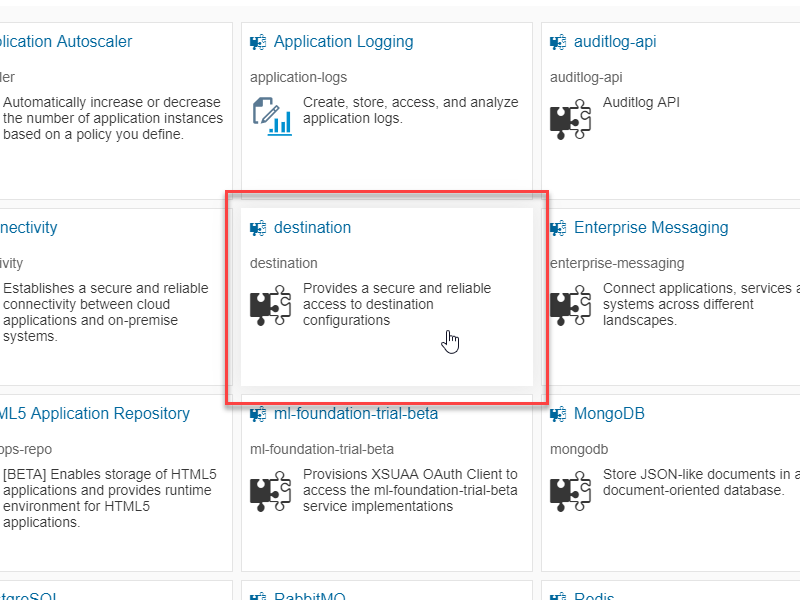 lication Autoscaler
ler
Automatically increase or decrease
the number of application instances
based on a policy you define.
Application Logging
application-logs
Create, store, access, and analyze
application logs.
auditlog-api
auditlog-api
Auditlog API
nectivity
ivity
Establishes a secure and reliable
connectivity between cloud
applications and on-premise
systems.
destination
destination
Provides a secure and reliable
access to destination
configurations
Enterprise Messaging
enterprise-messaging
Connect applications, services a
systems across different
landscapes.
ML5 Application Repository
pps-repo
[BETA] Enables storage of HTML5
applications and provides runtime
environment for HTML5
applications.
ml-foundation-trial-beta
ml-foundation-trial-beta
Provisions XSUAA OAuth Client to
access the ml-foundation-trial-beta
service implementations
MongoDB
mongodb
Store JSON-like documents in a
document-oriented database.
stgreSQL
RabbitMQ
Redis